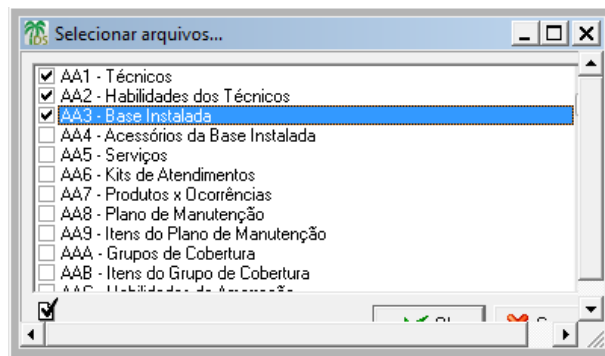 IDS
Selecionar arquivos...
AA1 - Técnicos
AA2 - Habilidades dos Técnicos
AA3 - Base Instalada
AA4 - Acessórios da Base Instalada
AA5 - Serviços
AA6 - Kits de Atendimentos
AA7 - Produtos x Ocorrências
AA8 - Plano de Manutenção
AA9 - Itens do Plano de Manutenção
AAA - Grupos de Cobertura
AAB - Itens do Grupo de Cobertura